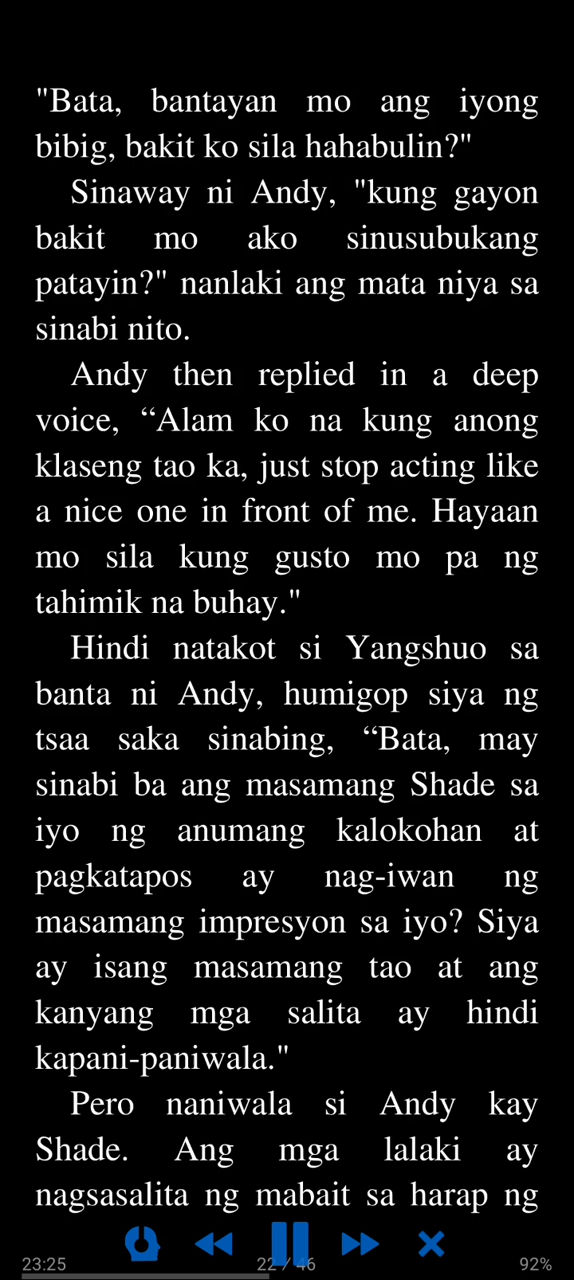 "Bata, bantayan mo ang iyong
bibig, bakit ko sila hahabulin?"
Sinaway ni Andy, "kung gayon
bakit mo ako sinusubukang
patayin?" nanlaki ang mata niya sa
sinabi nito.
Andy then replied in a deep
voice, “Alam ko na kung anong
klaseng tao ka, just stop acting like
a nice one in front of me. Hayaan
mo sila kung gusto mo pa ng
tahimik na buhay."
Hindi natakot si Yangshuo sa
banta ni Andy, humigop siya ng
tsaa saka sinabing, “Bata, may
sinabi ba ang masamang Shade sa
iyo ng anumang kalokohan at
pagkatapos ay nag-iwan ng
masamang impresyon sa iyo? Siya
ay isang masamang tao at ang
kanyang mga salita ay hindi
kapani-paniwala."
Pero naniwala si Andy kay
Shade. Ang mga lalaki ay
nagsasalita ng mabait sa harap ng
23:25 22 / 46 92%